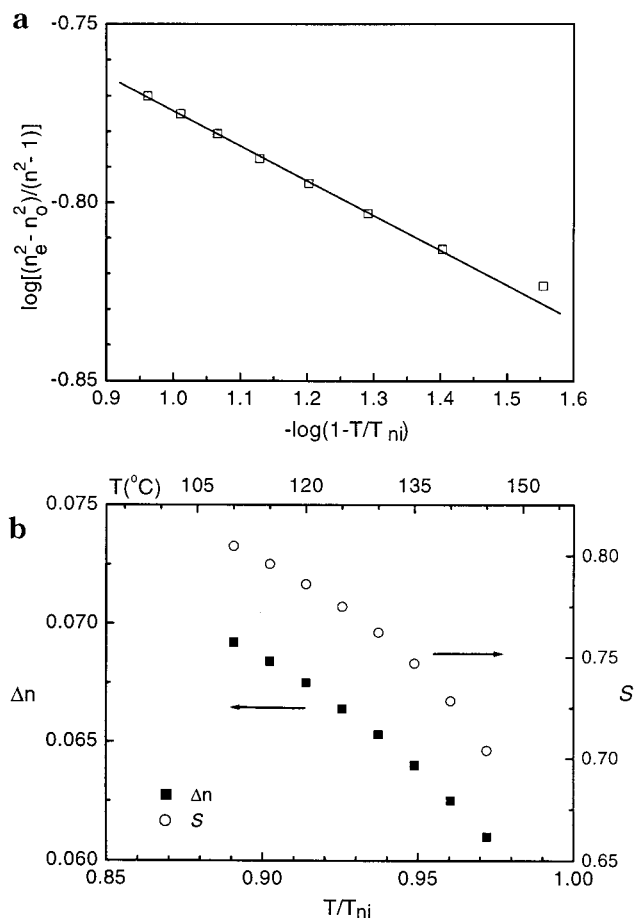 a
-0.75
-0.80
-0.85
log[(n_e^2 - n_o^2)/(n^2 - 1)]
0.9 1.0 1.1 1.2 1.3 1.4 1.5 1.6
-log(1-T/T_ni)
b
T(°C) 105 120 135 150
0.075
0.070
0.065
0.060
Δn
0.80
0.75
0.70
0.65
S
■ Δn
○ S
0.85 0.90 0.95 1.00
T/T_ni